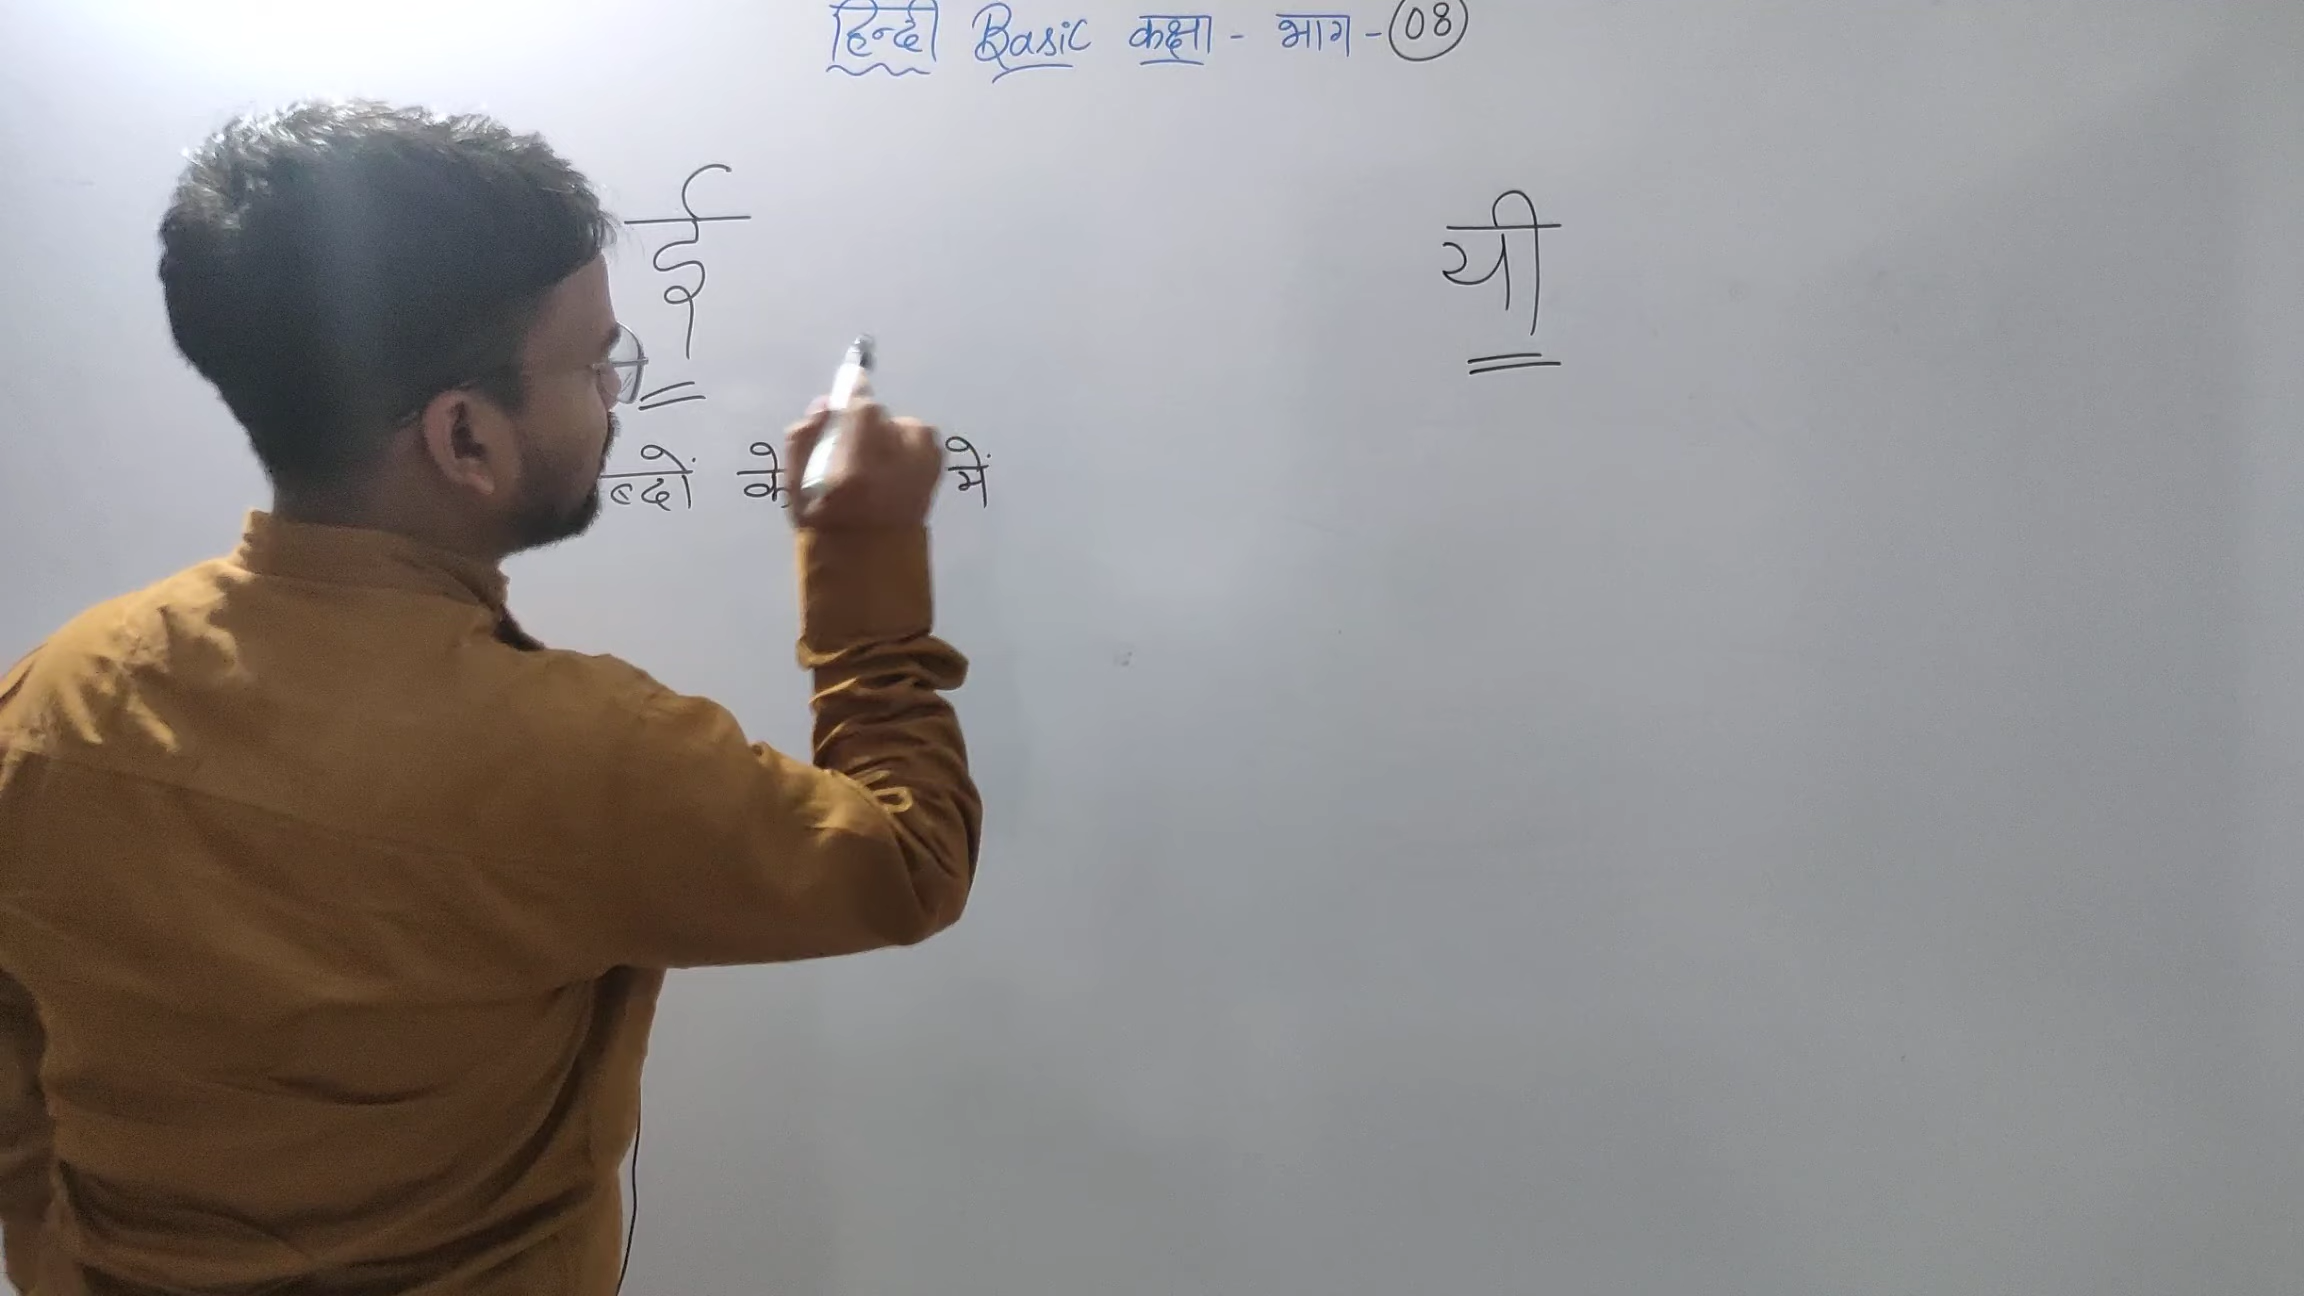 हिन्दी Basic कक्षा - भाग - 08
ई यी
के में